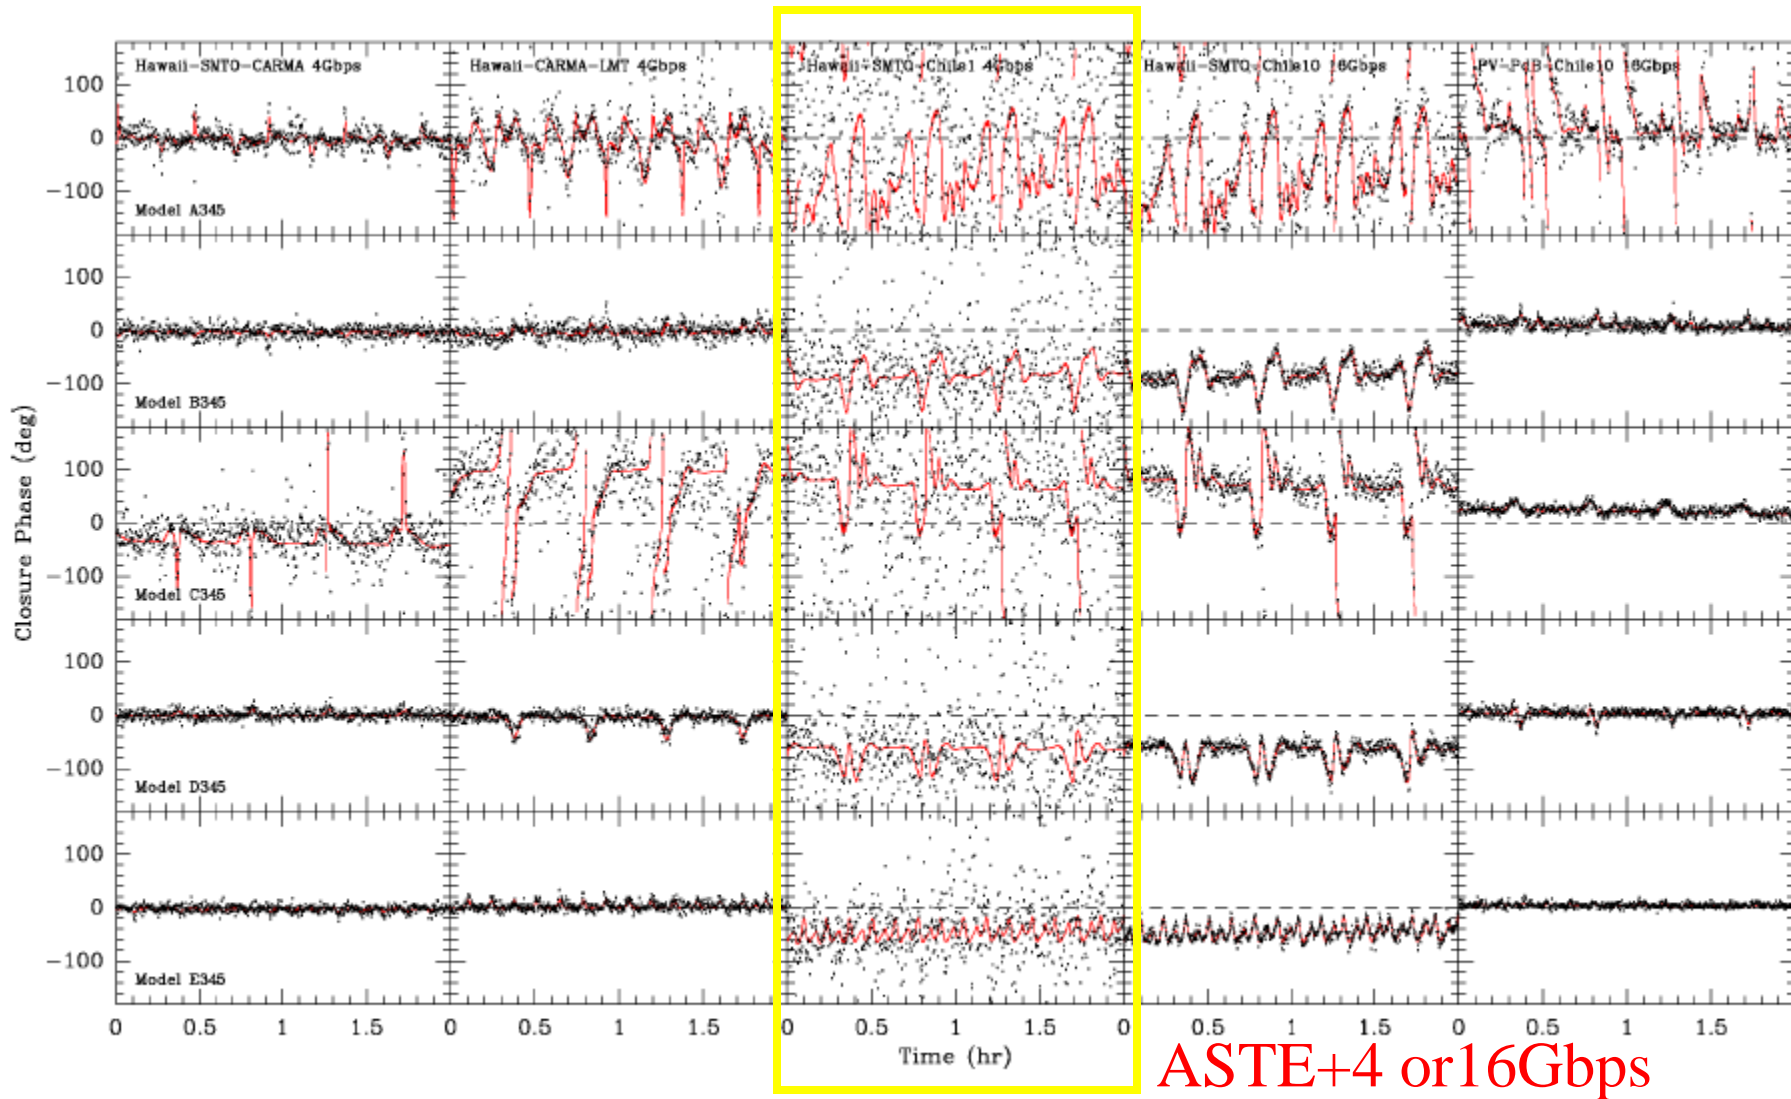 Hawaii-SMTO-CARMA 4Gbps
Hawaii-CARMA-LMT 4Gbps
Hawaii-SMTO-Chile1 4Gbps
Hawaii-SMTO-Chile10 16Gbps
PV-PdB-Chile10 16Gbps
100
0
-100
Model A345
100
0
-100
Model B345
100
0
-100
Model C345
100
0
-100
Model D345
100
0
-100
Model E345
Closure Phase (deg)
0 0.5 1 1.5 0 0.5 1 1.5 0 0.5 1 1.5 0 0.5 1 1.5 0 0.5 1 1.5
Time (hr)
ASTE+4 or16Gbps